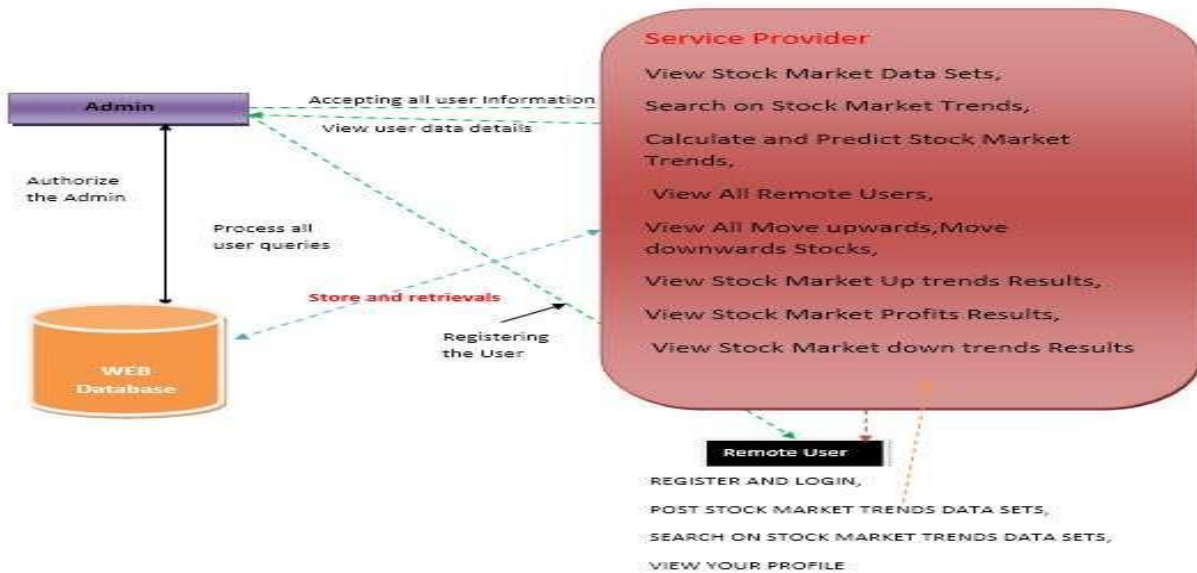 Service Provider
View Stock Market Data Sets,
Search on Stock Market Trends,
Calculate and Predict Stock Market
Trends,
View All Remote Users,
View All Move upwards,Move
downwards Stocks,
View Stock Market Up trends Results,
View Stock Market Profits Results,
View Stock Market down trends Results
Admin
Accepting all user Information
View user data details
Authorize
the Admin
Process all
user queries
Store and retrievals
Registering
the User
WEB
Database
Remote User
REGISTER AND LOGIN,
POST STOCK MARKET TRENDS DATA SETS,
SEARCH ON STOCK MARKET TRENDS DATA SETS,
VIEW YOUR PROFILE